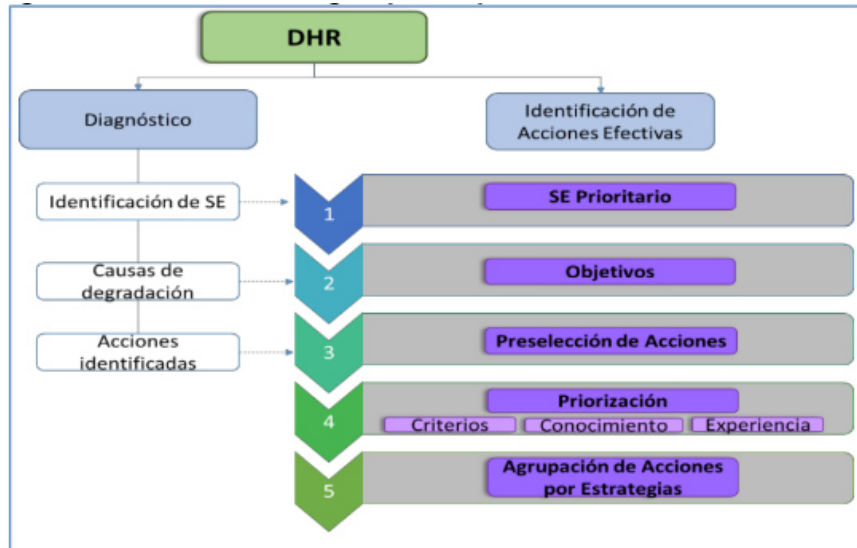 DHR
Diagnóstico
Identificación de
Acciones Efectivas
Identificación de SE
1
SE Prioritario
Causas de
degradación
2
Objetivos
Acciones
identificadas
3
Preselección de Acciones
4
Priorización
Criterios Conocimiento Experiencia
5
Agrupación de Acciones
por Estrategias